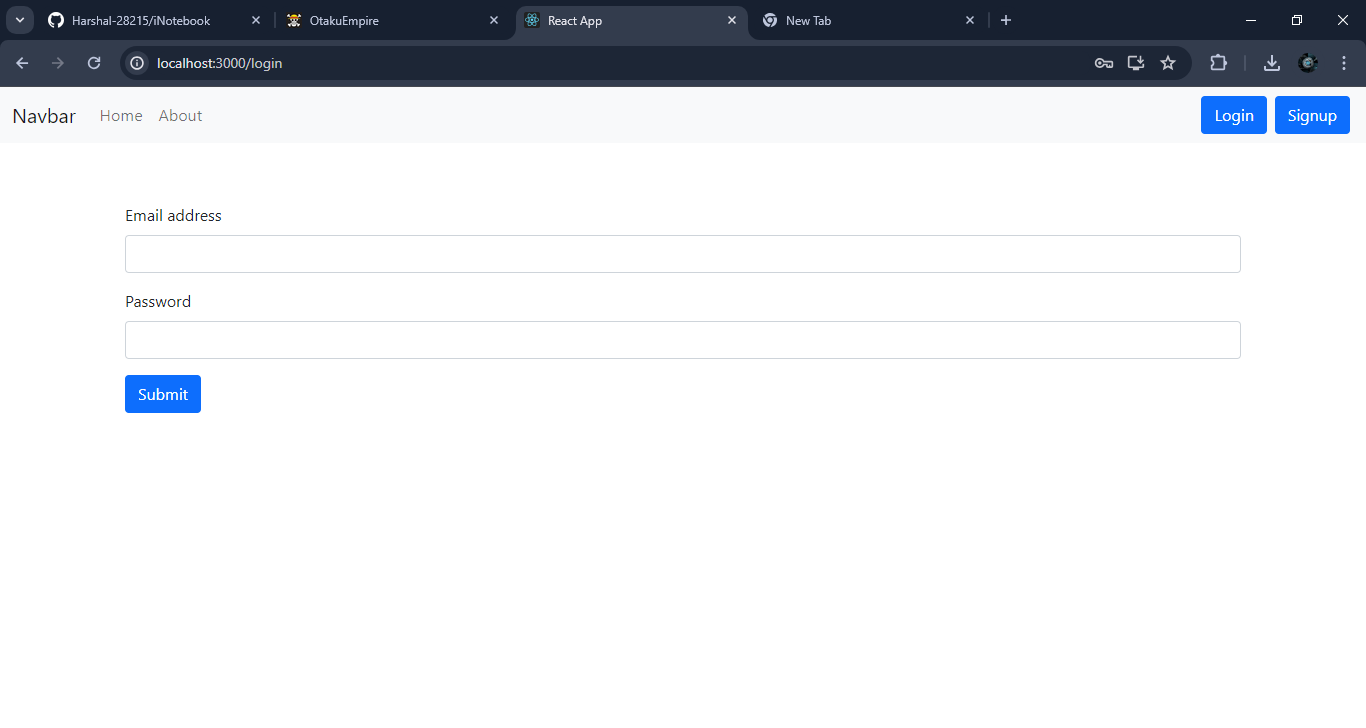 Harshal-28215/iNotebook OtakuEmpire React App New Tab
localhost:3000/login
Navbar Home About Login Signup
Email address
Password
Submit